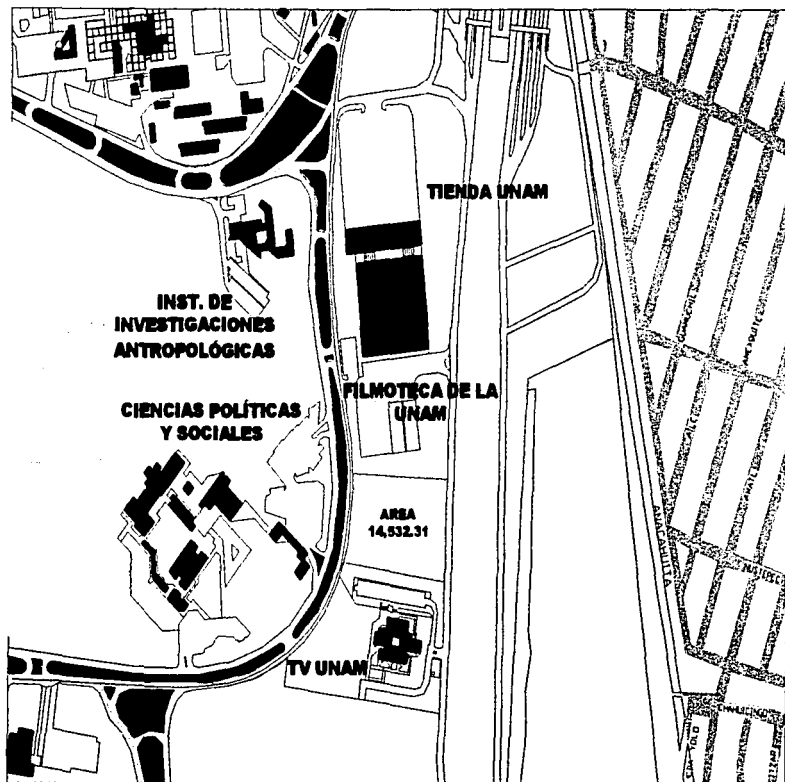 TIENDA UNAM
INST. DE
INVESTIGACIONES
ANTROPOLÓGICAS
FILMOTECA DE LA
UNAM
CIENCIAS POLÍTICAS
Y SOCIALES
AREA
14,532.31
ANACAHUITA
TV UNAM